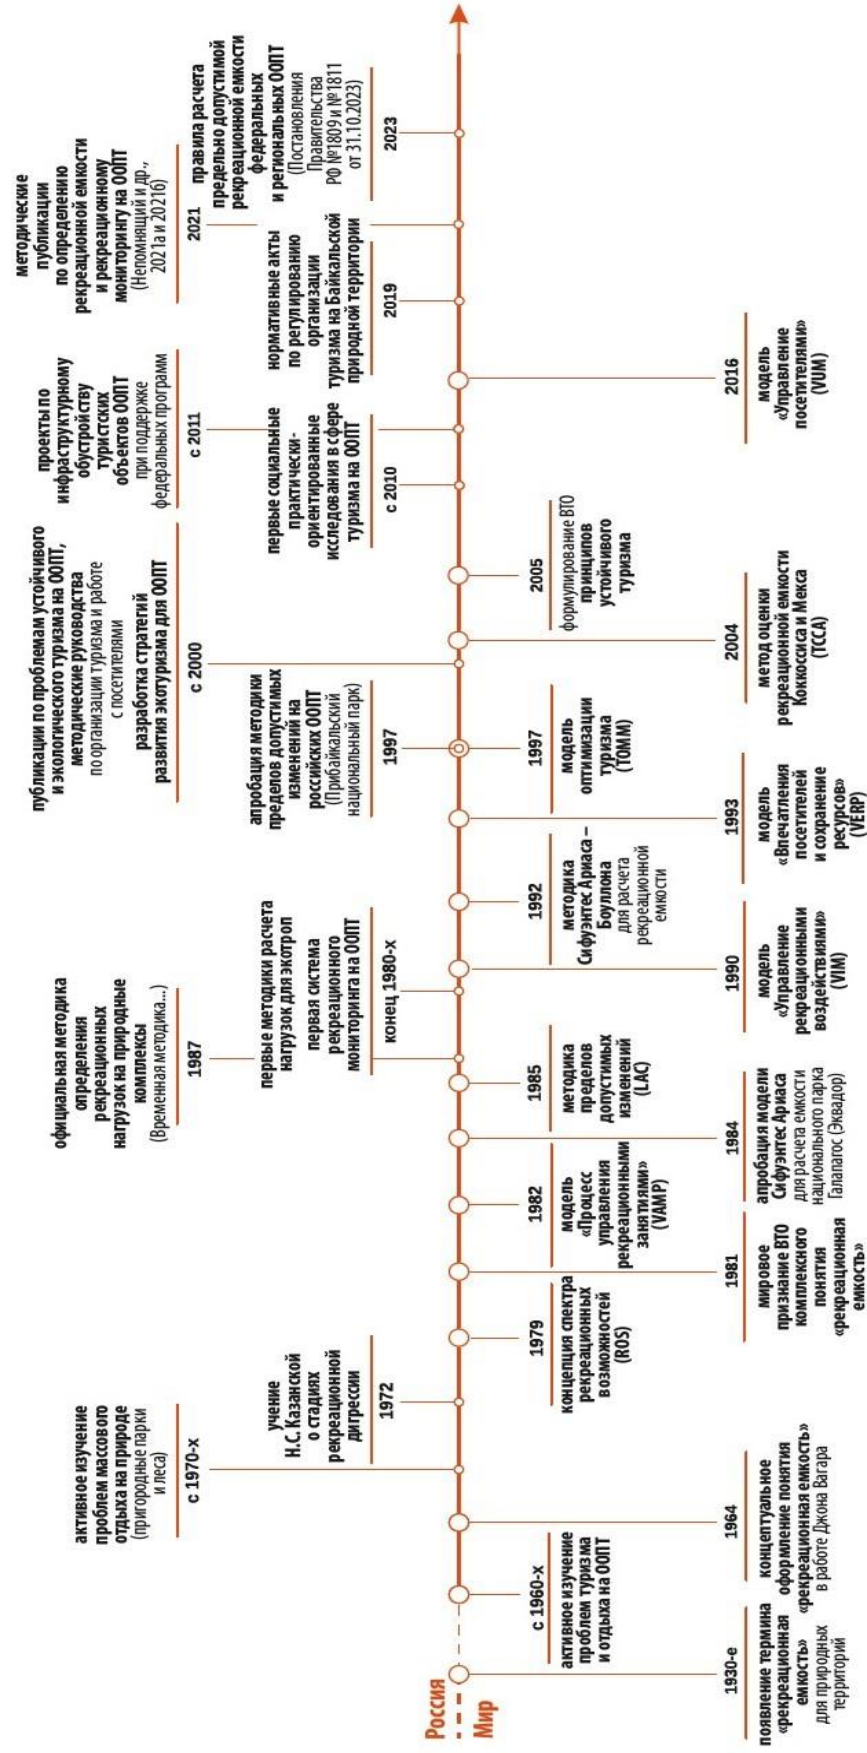 активное изучение
проблем массового
отдыха на природе
(пригородные парки
и леса)
с 1970-х
учение
Н.С. Казанской
о стадиях
рекреационной
дигрессии
1972
официальная методика
определения
рекреационных
нагрузок на природные
комплексы
(Временная методика...)
1987
первые методики расчета
нагрузок для экотроп
первая система
рекреационного
мониторинга на ООПТ
конец 1980-х
апробация методики
пределов допустимых
изменений на
российских ООПТ
(Прибайкальский
национальный парк)
1997
публикации по проблемам устойчивого
и экологического туризма на ООПТ,
методические руководства
по организации туризма и работе
с посетителями
разработка стратегий
развития экотуризма для ООПТ
с 2000
первые социальные
практически-
ориентированные
исследования в сфере
туризма на ООПТ
с 2010
проекты по
инфраструктурному
обустройству
туристских
объектов ООПТ
при поддержке
федеральных программ
с 2011
нормативные акты
по регулированию
организации
туризма на Байкальской
природной территории
2019
методические
публикации
по определению
рекреационной емкости
и рекреационному
мониторингу на ООПТ
(Непомнящий и др.,
2021а и 2021б)
2021
правила расчета
предельно допустимой
рекреационной емкости
федеральных
и региональных ООПТ
(Постановления
Правительства
РФ №1809 и №1811
от 31.10.2023)
2023
Россия
Мир
1930-е
появление термина
«рекреационная
емкость»
для природных
территорий
с 1960-х
активное изучение
проблем туризма
и отдыха на ООПТ
1964
концептуальное
оформление понятия
«рекреационная емкость»
в работе Джона Вагара
1979
концепция спектра
рекреационных
возможностей
(ROS)
1981
мировое
признание ВТО
комплексного
понятия
«рекреационная
емкость»
1982
модель
«Процесс
управления
рекреационными
занятиями»
(VAMP)
1984
апробация модели
Сифуэнтес Ариаса
для расчета емкости
национального парка
Галапагос (Эквадор)
1985
методика
пределов
допустимых
изменений
(LAC)
1990
модель
«Управление
рекреационными
воздействиями»
(VIM)
1992
методика
Сифуэнтес Ариаса –
Боуллона
для расчета
рекреационной
емкости
1993
модель
«Впечатления
посетителей
и сохранение
ресурсов»
(VERP)
1997
модель
оптимизации
туризма
(TOMM)
2004
метод оценки
рекреационной емкости
Коккоссиса и Мекса
(TCCA)
2005
формулирование ВТО
принципов
устойчивого
туризма
2016
модель
«Управление
посетителями»
(VUM)